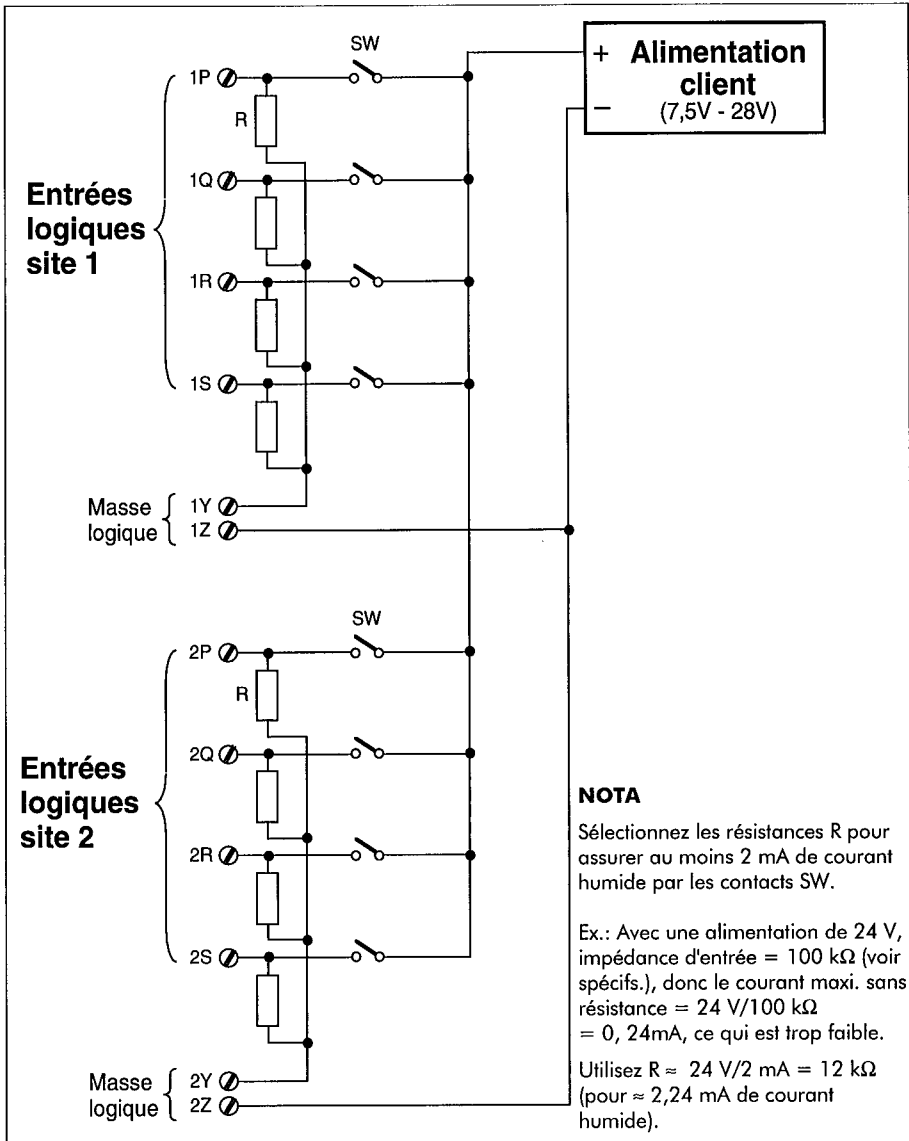 SW
+ Alimentation
client
– (7,5V - 28V)
1P
R
1Q
Entrées
logiques
site 1
1R
1S
Masse
logique
1Y
1Z
SW
2P
R
2Q
Entrées
logiques
site 2
2R
2S
Masse
logique
2Y
2Z
NOTA
Sélectionnez les résistances R pour
assurer au moins 2 mA de courant
humide par les contacts SW.
Ex.: Avec une alimentation de 24 V,
impédance d'entrée = 100 kΩ (voir
spécifs.), donc le courant maxi. sans
résistance = 24 V/100 kΩ
= 0, 24mA, ce qui est trop faible.
Utilisez R ≈ 24 V/2 mA = 12 kΩ
(pour ≈ 2,24 mA de courant
humide).